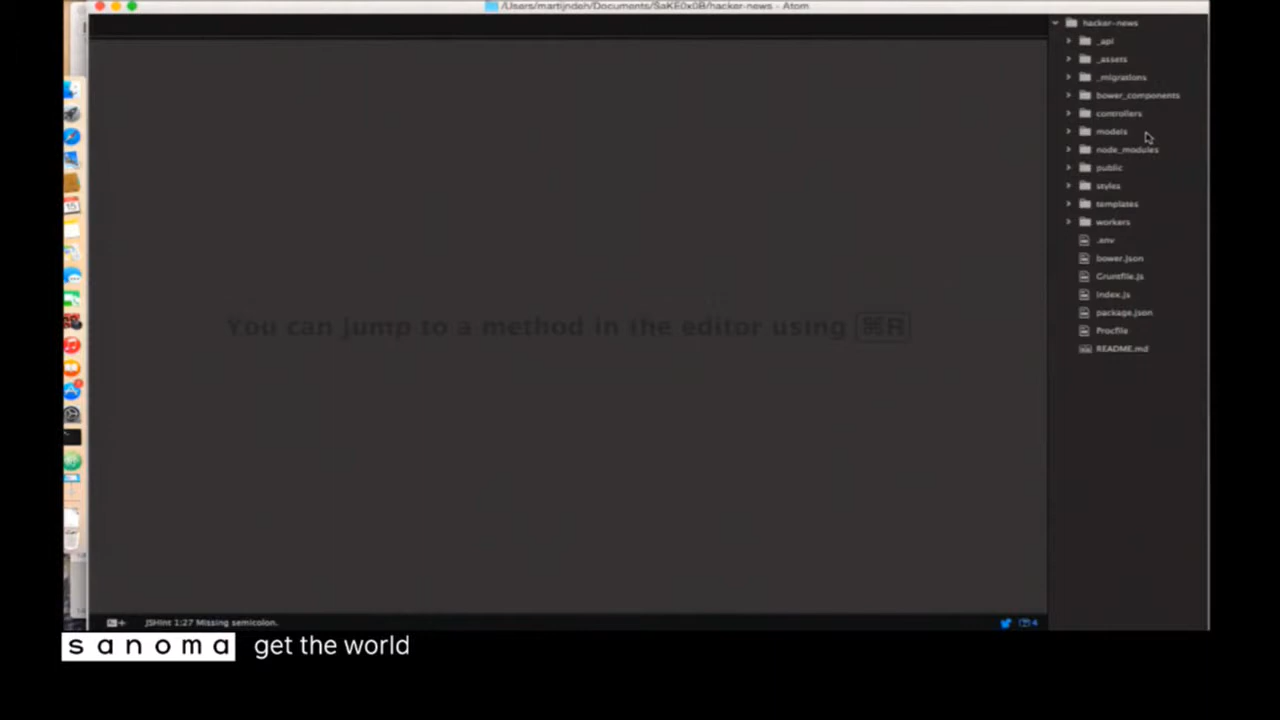 /Users/martijndeh/Documents/SaKE0x0B/hacker-news - Atom
hacker-news
_api
_assets
_migrations
bower_components
controllers
models
node_modules
public
styles
templates
workers
.env
bower.json
Gruntfile.js
index.js
package.json
Procfile
README.md
You can jump to a method in the editor using ⌘R
JSHint 1:27 Missing semicolon.
4
sanoma get the world